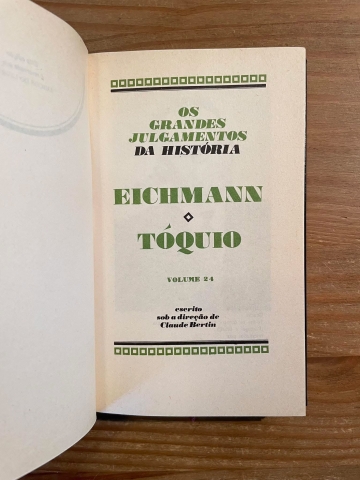 OS
GRANDES
JULGAMENTOS
DA HISTÓRIA
EICHMANN
TÓQUIO
VOLUME 24
escrito
sob a direção de
Claude Bertin